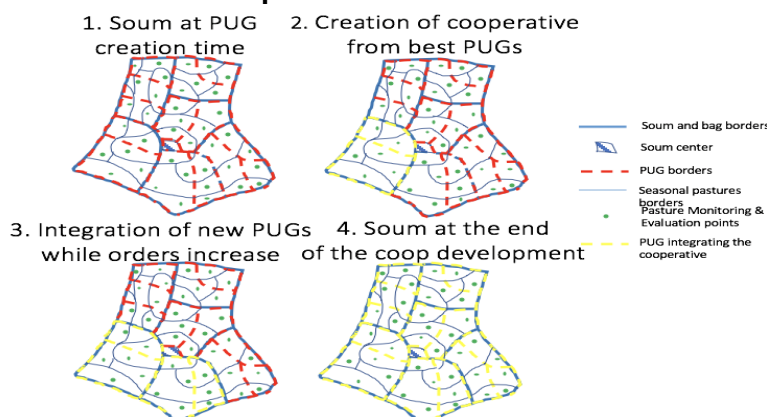 1. Soum at PUG
creation time
2. Creation of cooperative
from best PUGs
Soum and bag borders
Soum center
PUG borders
Seasonal pastures
borders
Pasture Monitoring &
Evaluation points
PUG integrating the
cooperative
3. Integration of new PUGs
while orders increase
4. Soum at the end
of the coop development